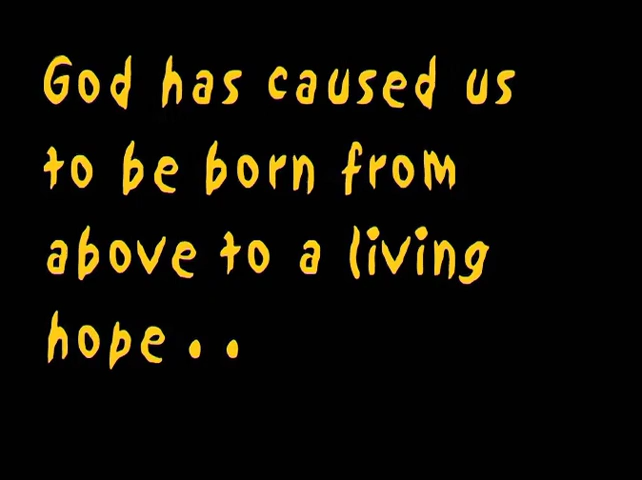 God has caused us
to be born from
above to a living
hope . .